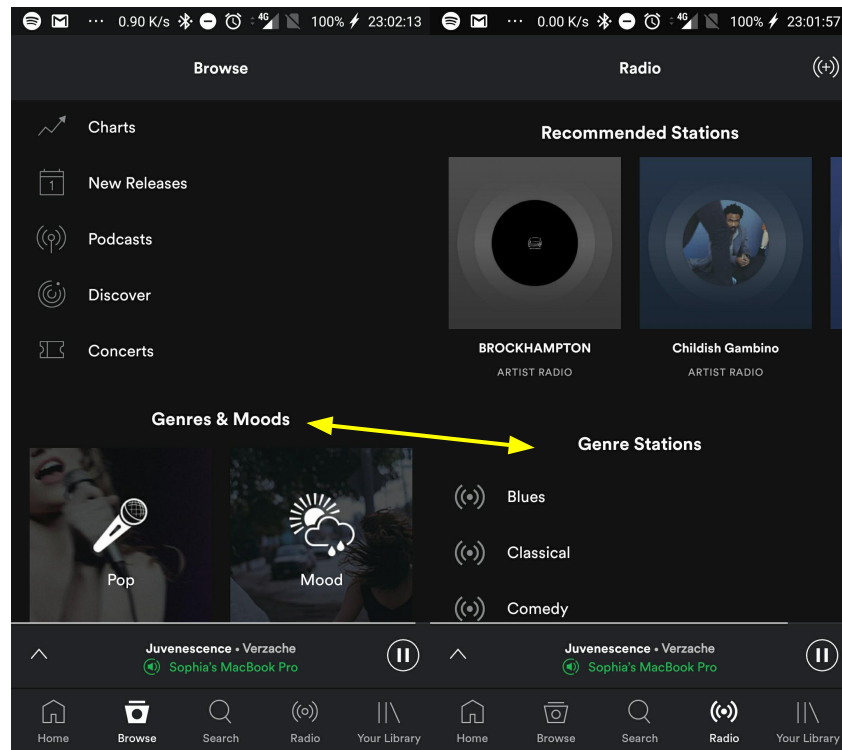 0.90 K/s 4G 100% 23:02:13
Browse
Charts
1
New Releases
Podcasts
Discover
Concerts
Genres & Moods
Pop
Mood
Juvenescence • Verzache
Sophia's MacBook Pro
Home Browse Search Radio Your Library
0.00 K/s 4G 100% 23:01:57
Radio
Recommended Stations
BROCKHAMPTON
ARTIST RADIO
Childish Gambino
ARTIST RADIO
Genre Stations
Blues
Classical
Comedy
Juvenescence • Verzache
Sophia's MacBook Pro
Home Browse Search Radio Your Library